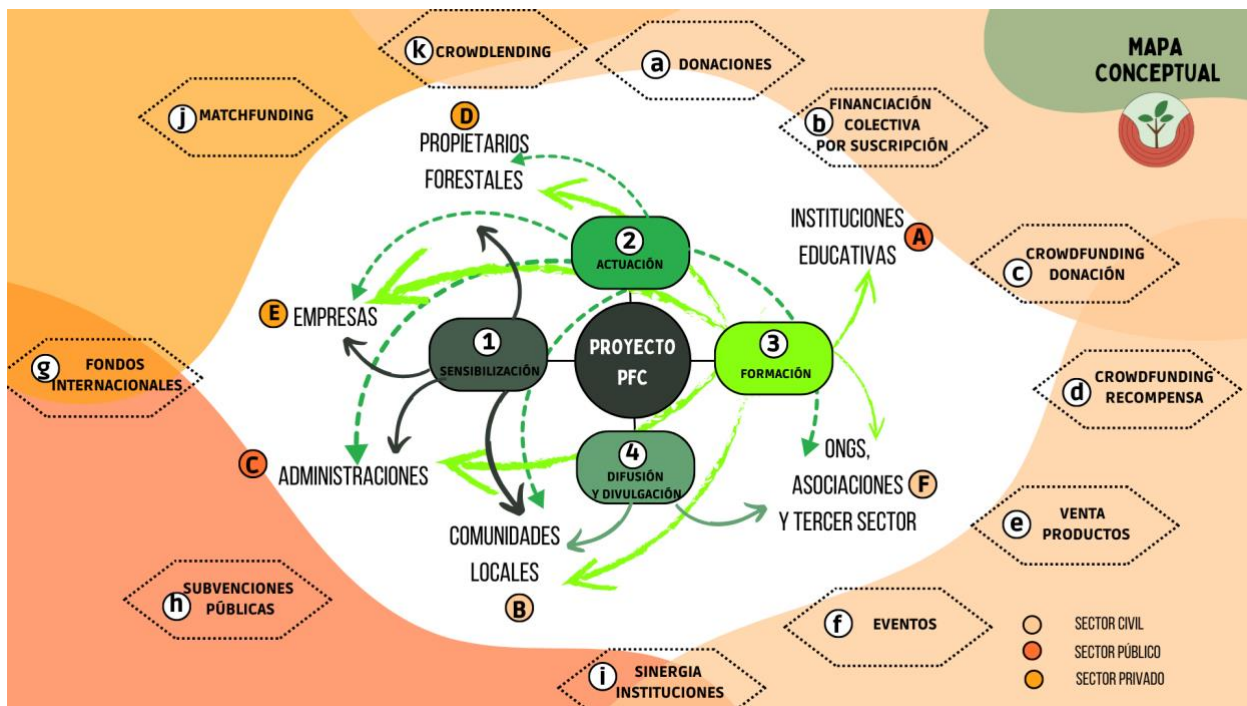 k CROWDLENDING
a DONACIONES
MAPA
CONCEPTUAL
j MATCHFUNDING
b FINANCIACIÓN
COLECTIVA
POR SUSCRIPCIÓN
D
PROPIETARIOS
FORESTALES
INSTITUCIONES
EDUCATIVAS
A
2
ACTUACIÓN
c CROWDFUNDING
DONACIÓN
E EMPRESAS
1
SENSIBILIZACIÓN
PROYECTO
PFC
3
FORMACIÓN
g FONDOS
INTERNACIONALES
d CROWDFUNDING
RECOMPENSA
C ADMINISTRACIONES
4
DIFUSIÓN
Y DIVULGACIÓN
ONGS,
ASOCIACIONES F
Y TERCER SECTOR
COMUNIDADES
LOCALES
B
e VENTA
PRODUCTOS
h SUBVENCIONES
PÚBLICAS
f EVENTOS
i SINERGIA
INSTITUCIONES
SECTOR CIVIL
SECTOR PÚBLICO
SECTOR PRIVADO